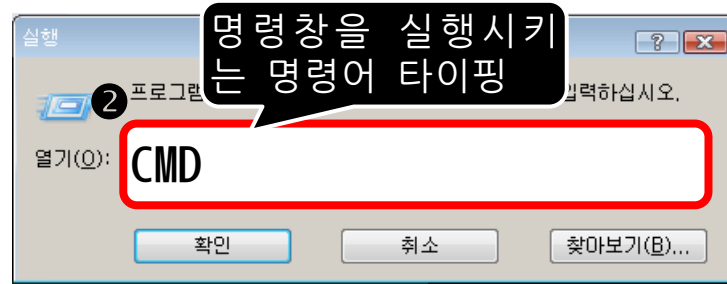 실행
명령창을 실행시키
는 명령어 타이핑
❷
프로그램
입력하십시오.
열기(O):
CMD
확인
취소
찾아보기(B)...